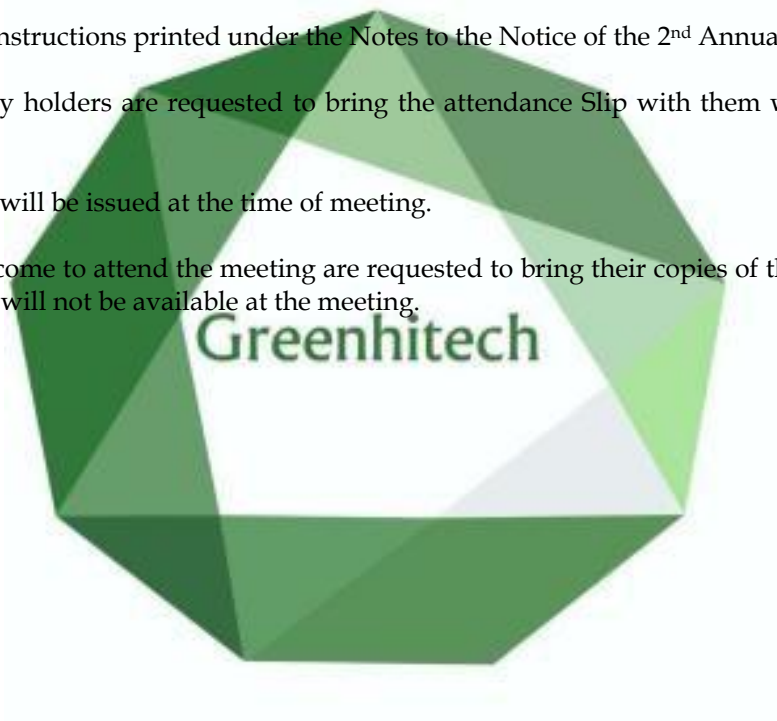 nstructions printed under the Notes to the Notice of the 2nd Annua
y holders are requested to bring the attendance Slip with them w
will be issued at the time of meeting.
come to attend the meeting are requested to bring their copies of th
will not be available at the meeting.
Greenhitech